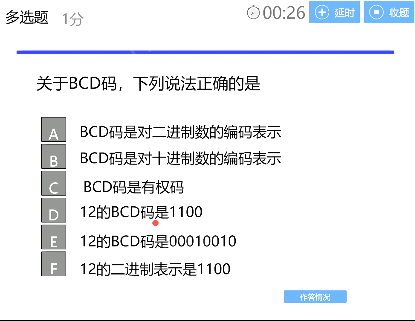 多选题 1分 00:26 延时 收题
关于BCD码，下列说法正确的是
A BCD码是对二进制数的编码表示
B BCD码是对十进制数的编码表示
C BCD码是有权码
D 12的BCD码是1100
E 12的BCD码是00010010
F 12的二进制表示是1100
作答情况